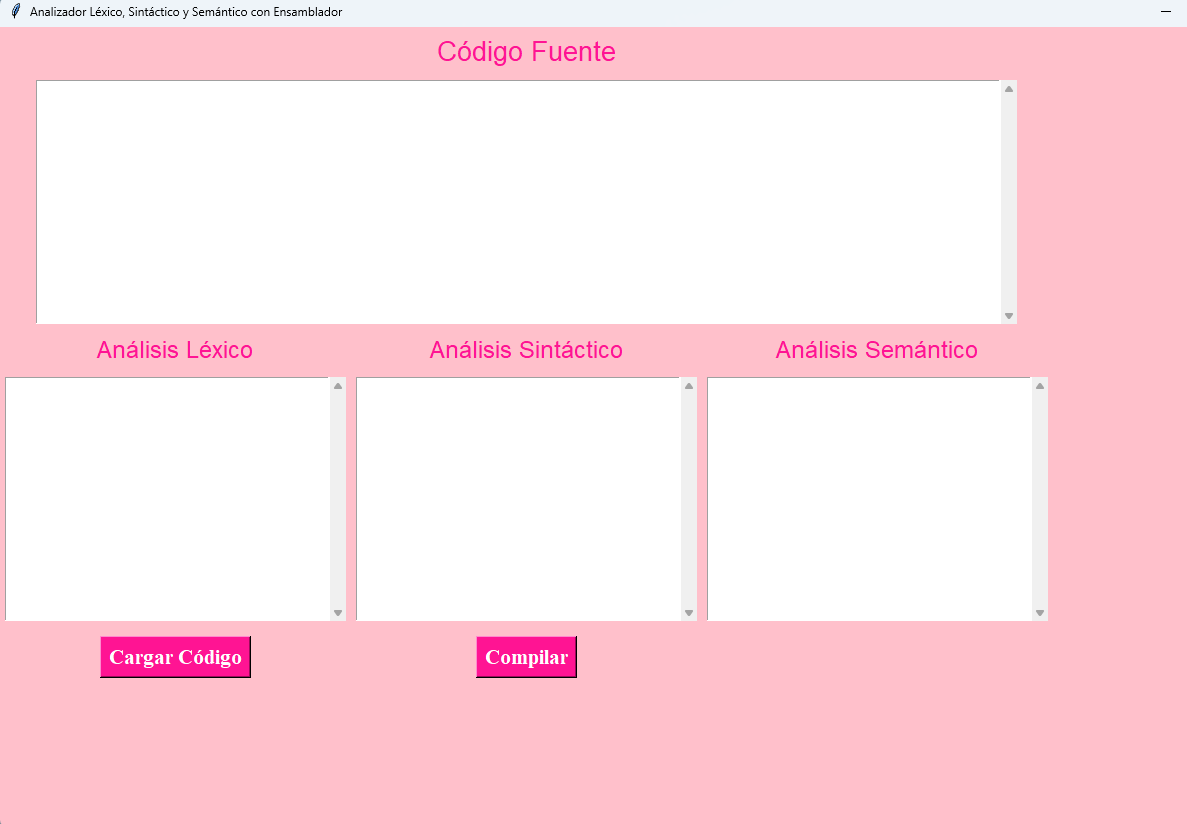 Analizador Léxico, Sintáctico y Semántico con Ensamblador
Código Fuente
Análisis Léxico
Análisis Sintáctico
Análisis Semántico
Cargar Código
Compilar